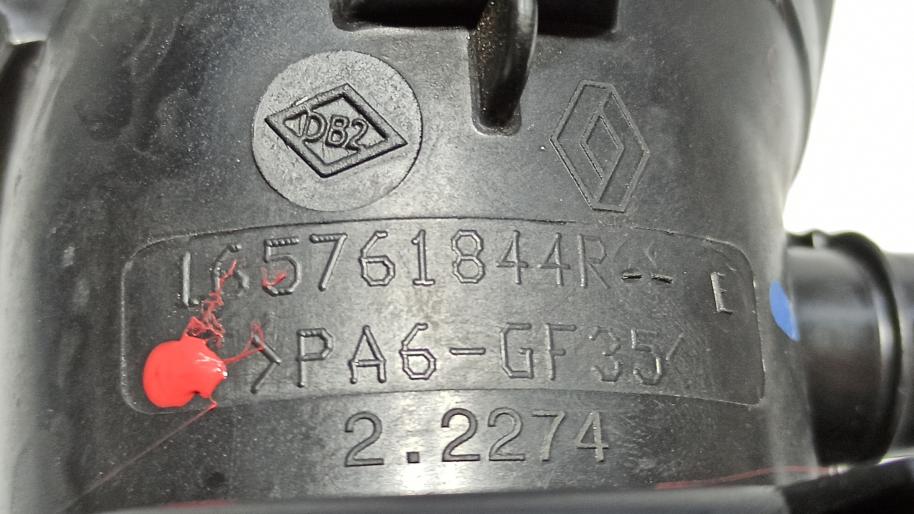 DB2
165761844R-- E
>PA6-GF35<
2.2274